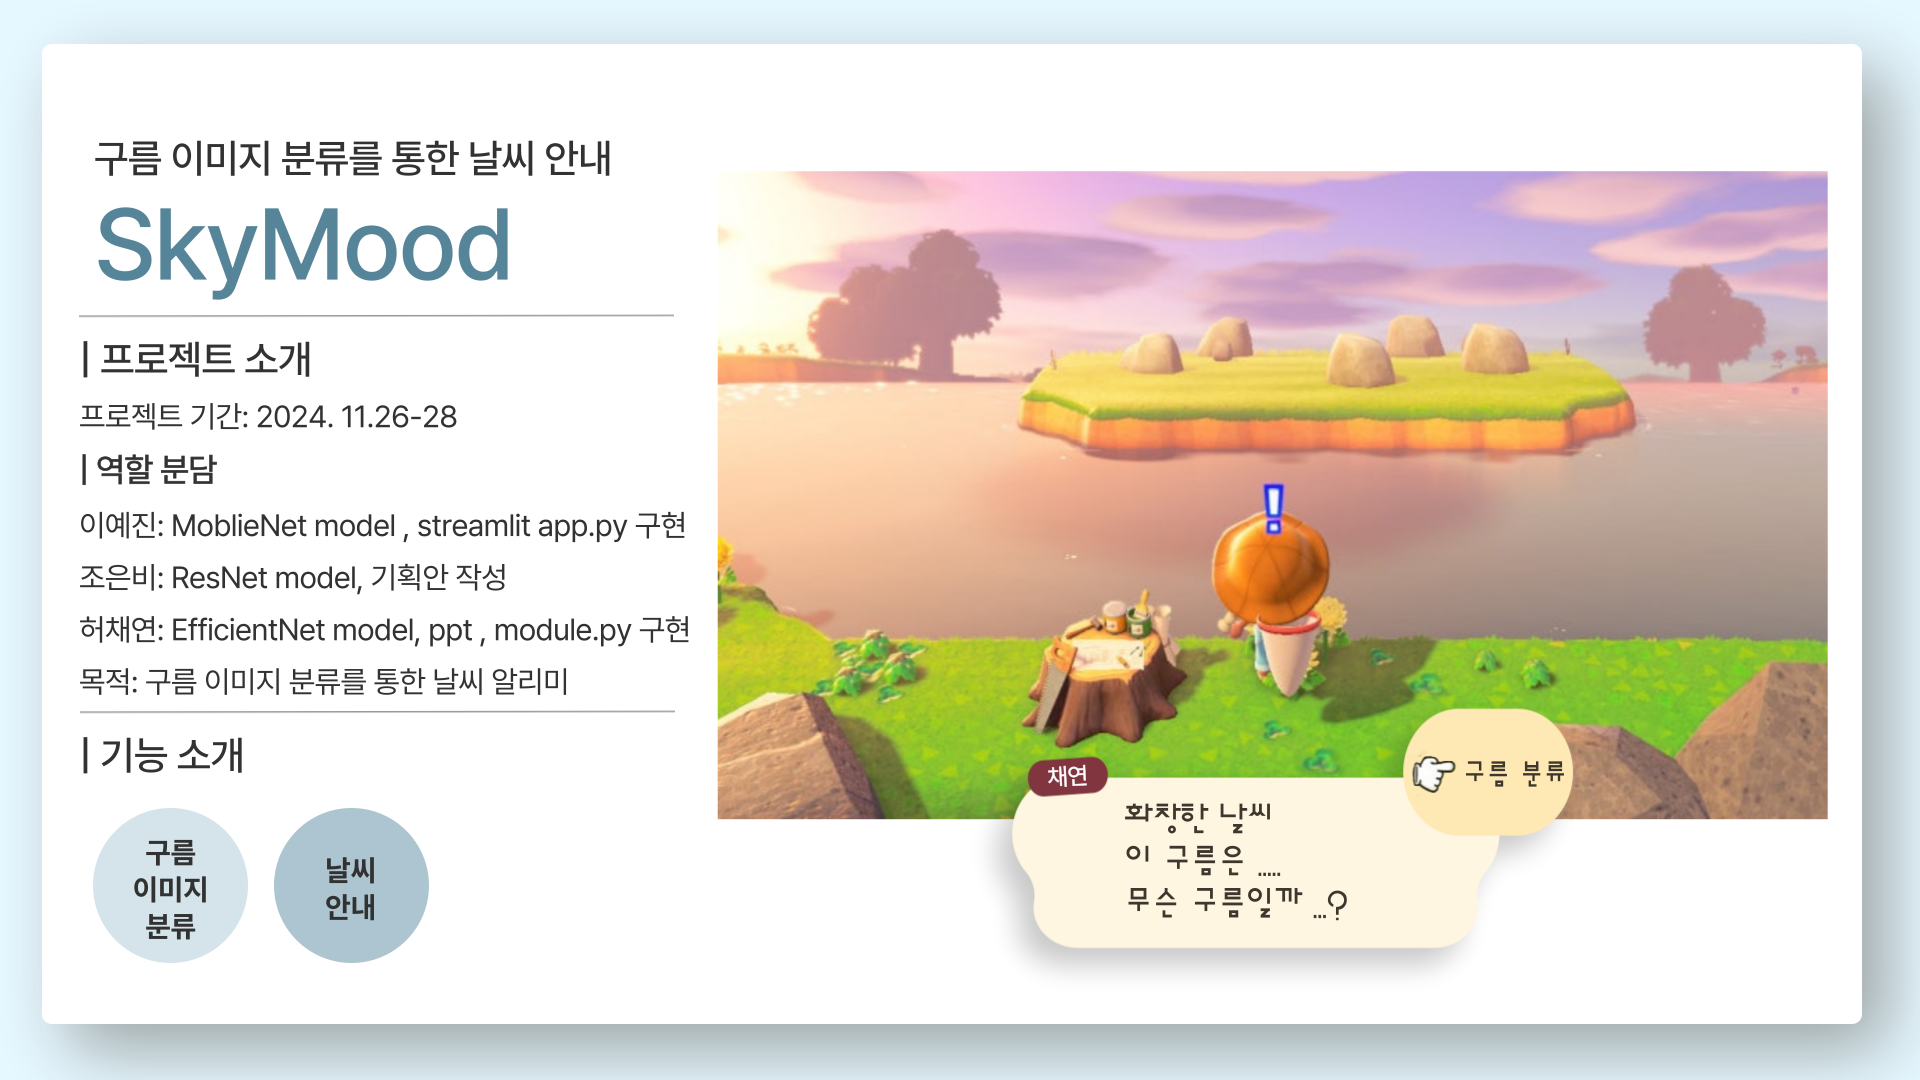 구름 이미지 분류를 통한 날씨 안내
SkyMood
| 프로젝트 소개
프로젝트 기간: 2024. 11.26-28
| 역할 분담
이예진: MoblieNet model , streamlit app.py 구현
조은비: ResNet model, 기획안 작성
허채연: EfficientNet model, ppt , module.py 구현
목적: 구름 이미지 분류를 통한 날씨 알리미
| 기능 소개
구름
이미지
분류
날씨
안내
!
채연
화창한 날씨
이 구름은 .....
무슨 구름일까 ...?
구름 분류